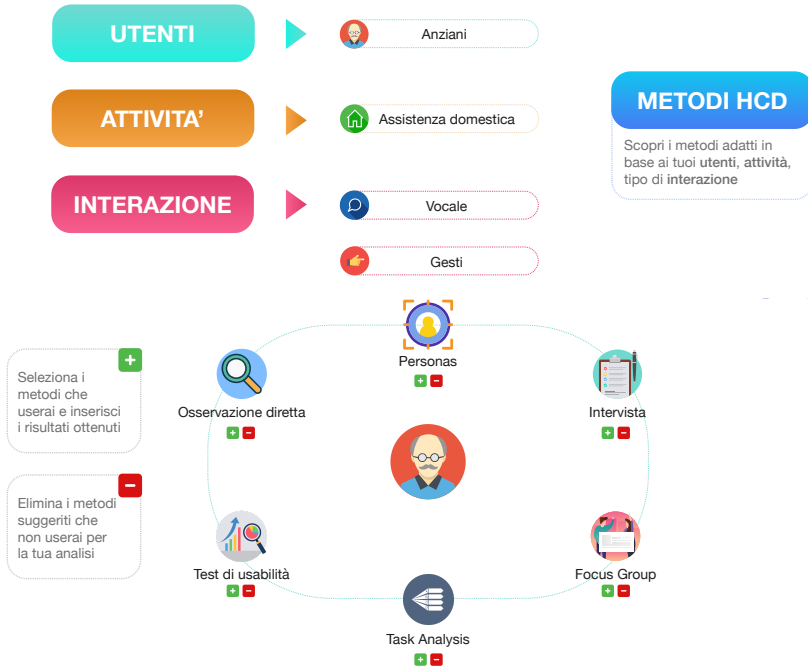 UTENTI
Anziani
ATTIVITA'
Assistenza domestica
METODI HCD
Scopri i metodi adatti in
base ai tuoi utenti, attività,
tipo di interazione
INTERAZIONE
Vocale
Gesti
Personas
Seleziona i
metodi che
userai e inserisci
i risultati ottenuti
Osservazione diretta
Intervista
Elimina i metodi
suggeriti che
non userai per
la tua analisi
Test di usabilità
Focus Group
Task Analysis